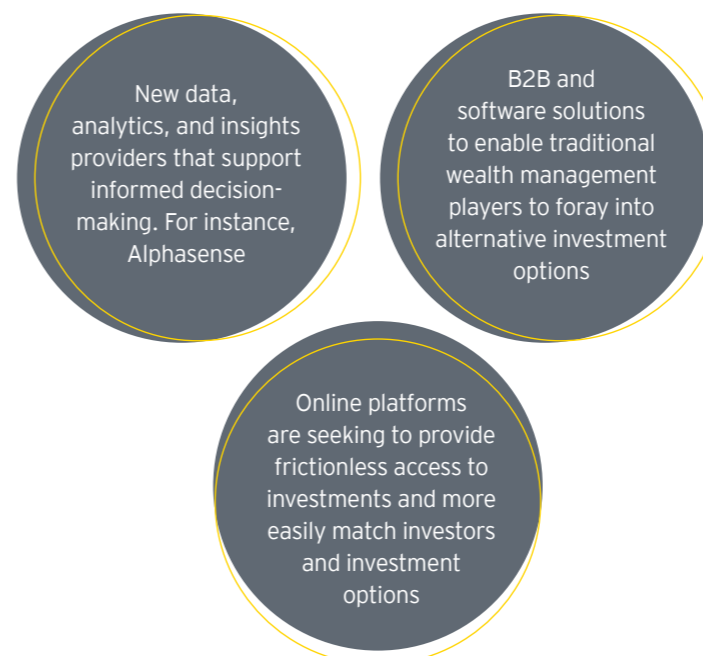 New data,
analytics, and insights
providers that support
informed decision-
making. For instance,
Alphasense
B2B and
software solutions
to enable traditional
wealth management
players to foray into
alternative investment
options
Online platforms
are seeking to provide
frictionless access to
investments and more
easily match investors
and investment
options